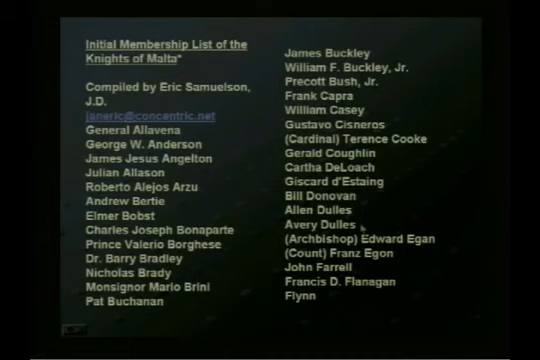 Initial Membership List of the
Knights of Malta*
Compiled by Eric Samuelson,
J.D.
janeric@concentric.net
General Allavena
George W. Anderson
James Jesus Angelton
Julian Allason
Roberto Alejos Arzu
Andrew Bertie
Elmer Bobst
Charles Joseph Bonaparte
Prince Valerio Borghese
Dr. Barry Bradley
Nicholas Brady
Monsignor Mario Brini
Pat Buchanan
James Buckley
William F. Buckley, Jr.
Precott Bush, Jr.
Frank Capra
William Casey
Gustavo Cisneros
(Cardinal) Terence Cooke
Gerald Coughlin
Cartha DeLoach
Giscard d'Estaing
Bill Donovan
Allen Dulles
Avery Dulles
(Archbishop) Edward Egan
(Count) Franz Egon
John Farrell
Francis D. Flanagan
Flynn